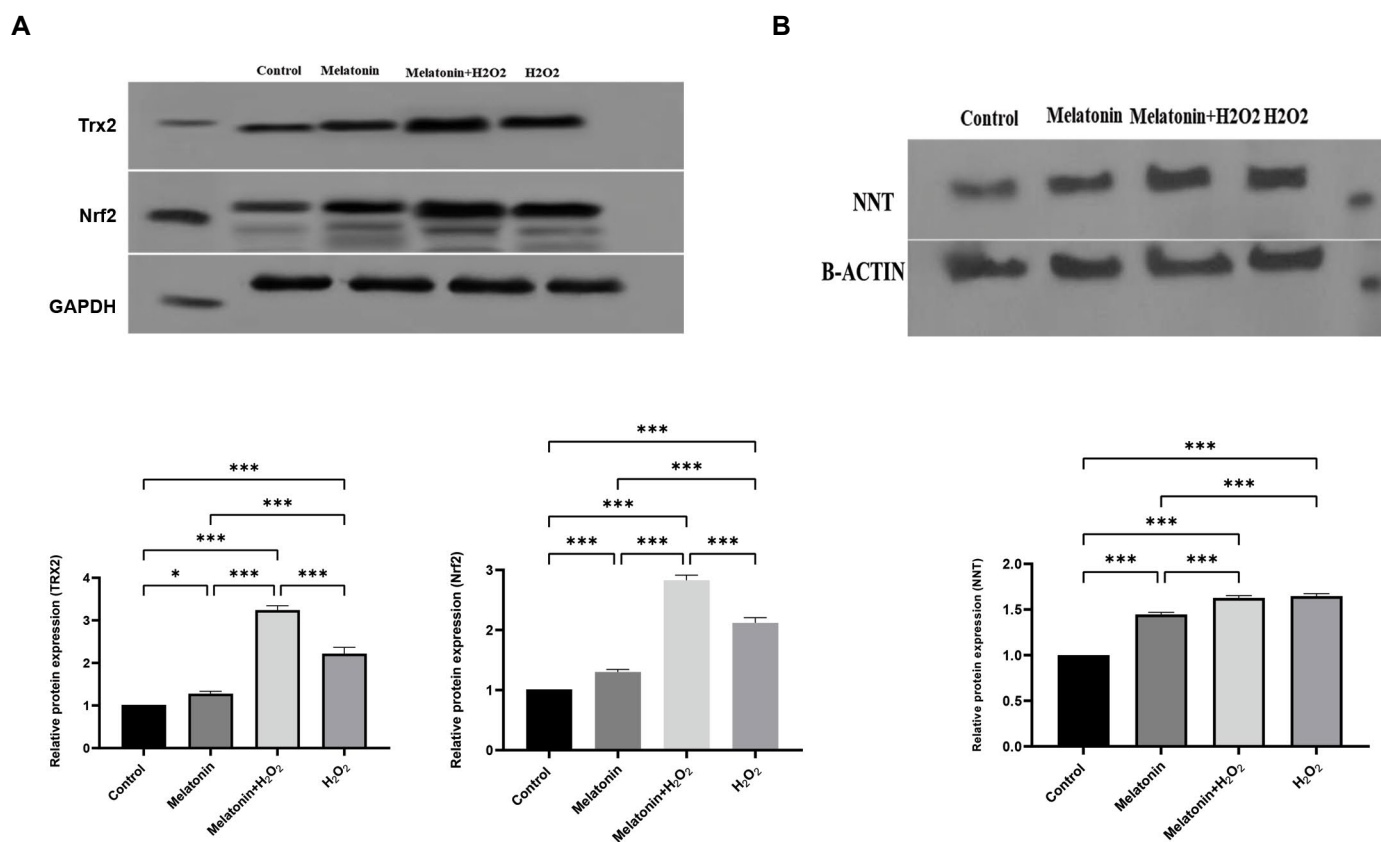 A
B
Control Melatonin Melatonin+H2O2 H2O2
Trx2
Nrf2
GAPDH
Control Melatonin Melatonin+H2O2 H2O2
NNT
B-ACTIN
***
***
***
* *** ***
Relative protein expression (TRX2)
4
3
2
1
0
Control Melatonin Melatonin+H₂O₂ H₂O₂
***
***
***
*** *** ***
Relative protein expression (Nrf2)
3
2
1
0
Control Melatonin Melatonin+H₂O₂ H₂O₂
***
***
***
*** ***
Relative protein expression (NNT)
2.0
1.5
1.0
0.5
0.0
Control Melatonin Melatonin+H₂O₂ H₂O₂